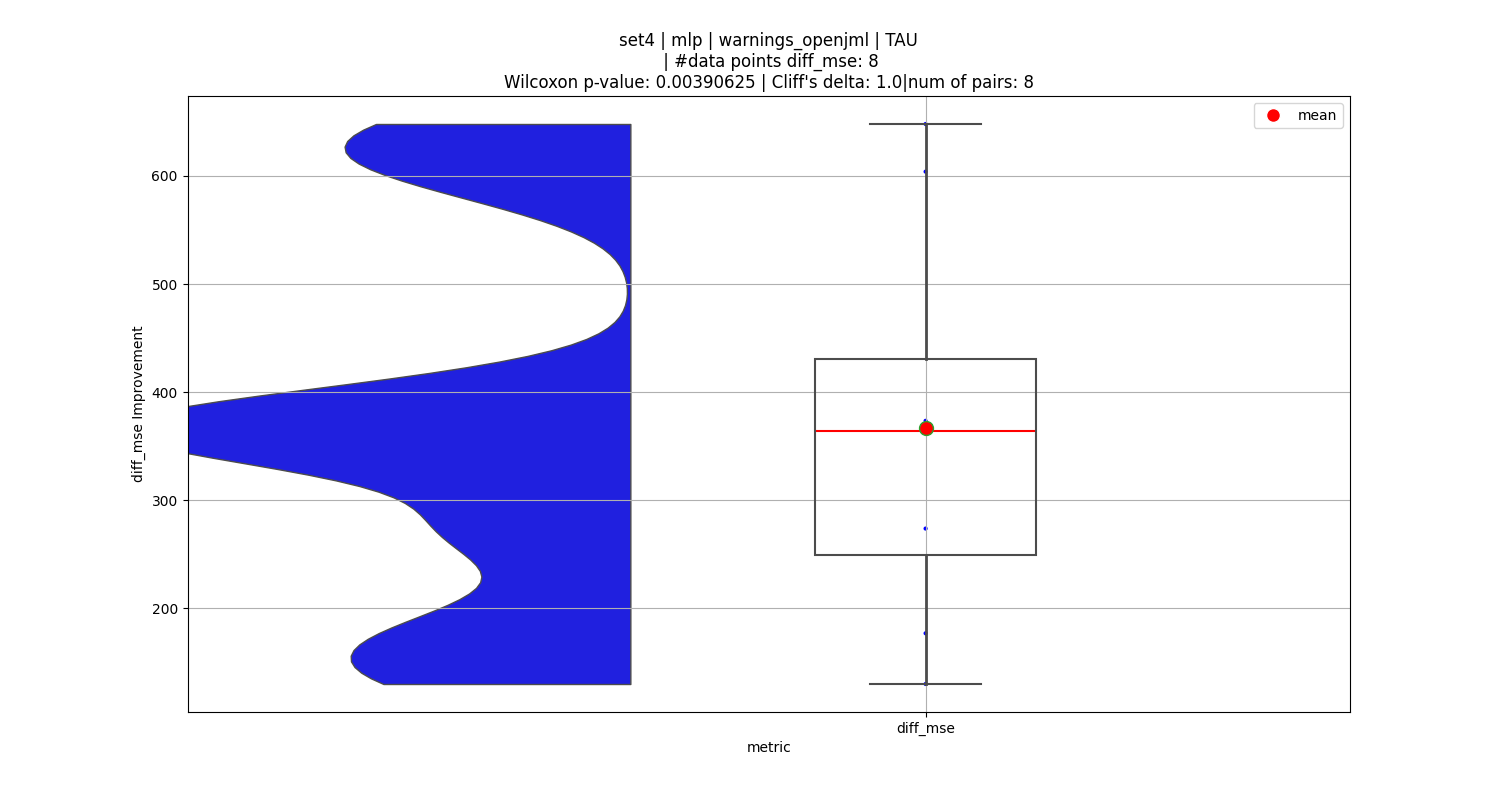 set4 | mlp | warnings_openjml | TAU
| #data points diff_mse: 8
Wilcoxon p-value: 0.00390625 | Cliff's delta: 1.0|num of pairs: 8
mean
600
500
400
300
200
diff_mse Improvement
diff_mse
metric